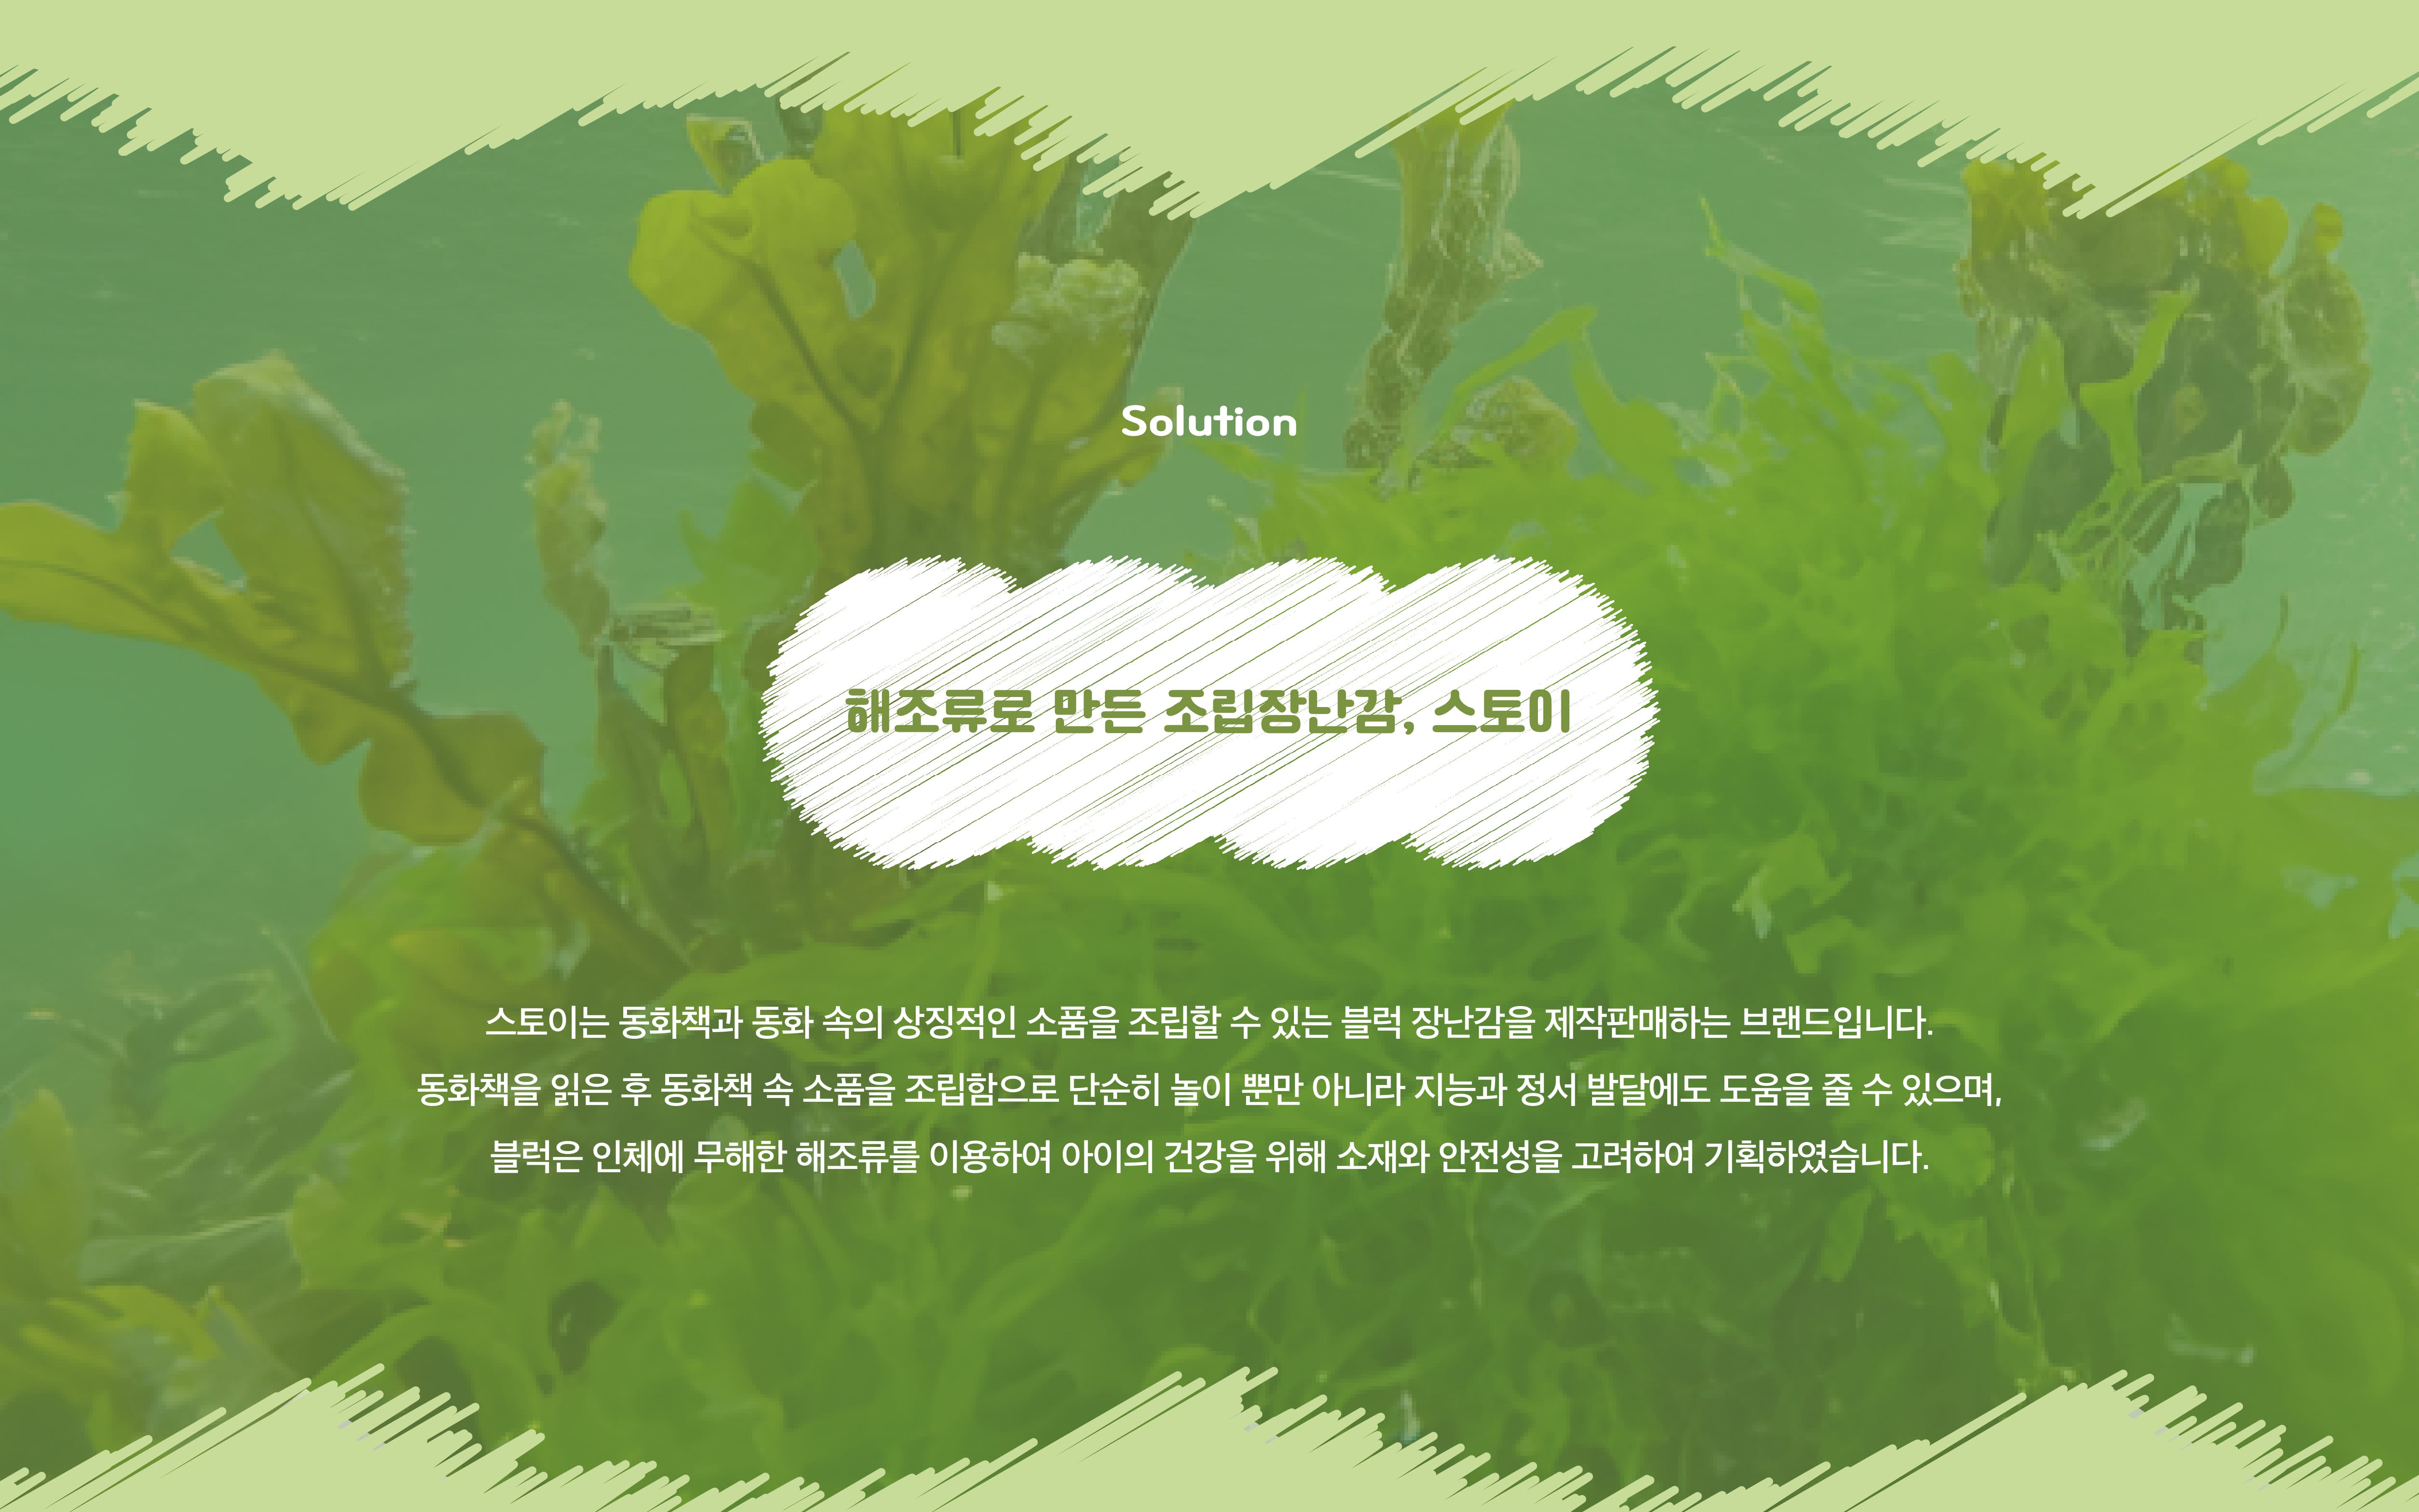 Solution
해조류로 만든 조립장난감, 스토이
스토이는 동화책과 동화 속의 상징적인 소품을 조립할 수 있는 블럭 장난감을 제작판매하는 브랜드입니다.
동화책을 읽은 후 동화책 속 소품을 조립함으로 단순히 놀이 뿐만 아니라 지능과 정서 발달에도 도움을 줄 수 있으며,
블럭은 인체에 무해한 해조류를 이용하여 아이의 건강을 위해 소재와 안전성을 고려하여 기획하였습니다.